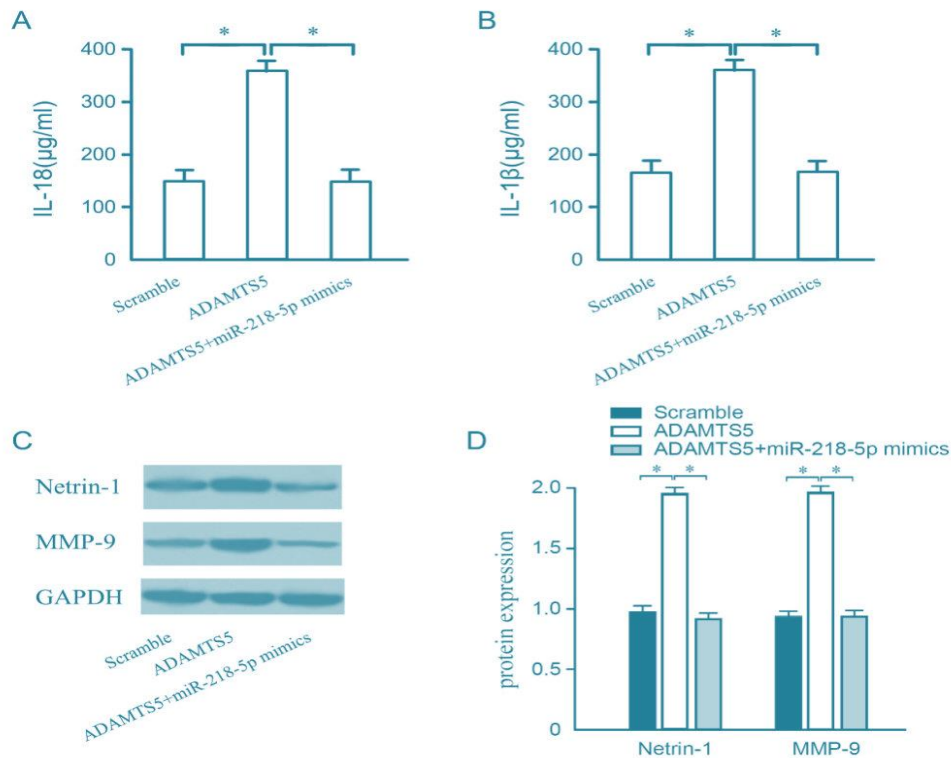 A
IL-18(μg/ml)
400
300
200
100
0
* *
Scramble
ADAMTS5
ADAMTS5+miR-218-5p mimics
B
IL-1β(μg/ml)
400
300
200
100
0
* *
Scramble
ADAMTS5
ADAMTS5+miR-218-5p mimics
C
Netrin-1
MMP-9
GAPDH
Scramble
ADAMTS5
ADAMTS5+miR-218-5p mimics
D
Scramble
ADAMTS5
ADAMTS5+miR-218-5p mimics
protein expression
2.0
1.5
1.0
0.5
0
* * * *
Netrin-1 MMP-9